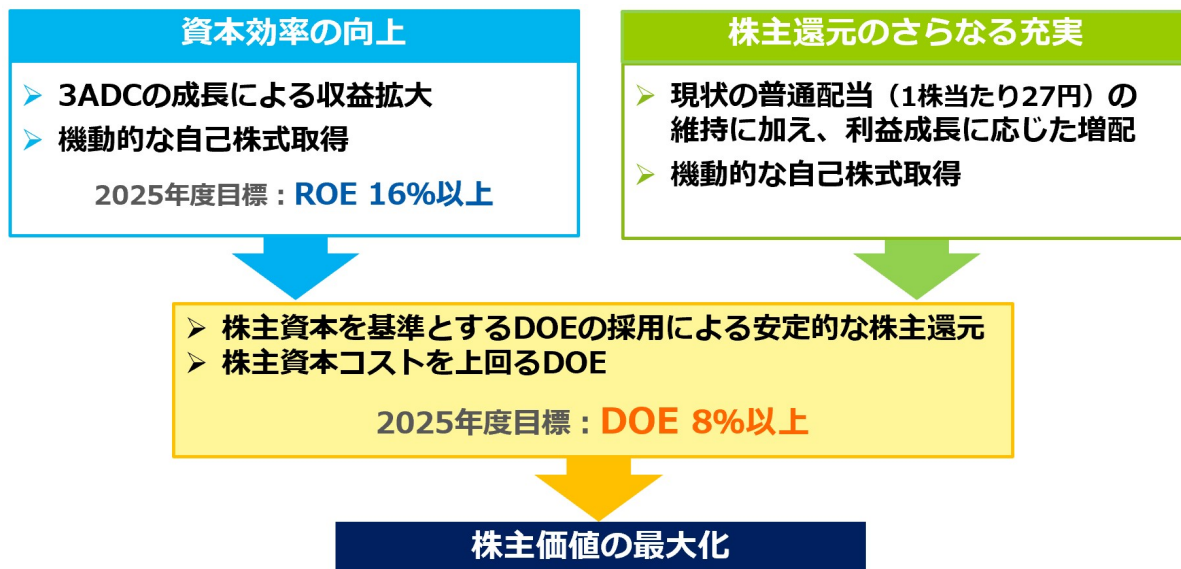 資本効率の向上
➢ 3ADCの成長による収益拡大
➢ 機動的な自己株式取得
2025年度目標：ROE 16%以上
株主還元のさらなる充実
➢ 現状の普通配当（1株当たり27円）の
維持に加え、利益成長に応じた増配
➢ 機動的な自己株式取得
➢ 株主資本を基準とするDOEの採用による安定的な株主還元
➢ 株主資本コストを上回るDOE
2025年度目標：DOE 8%以上
株主価値の最大化